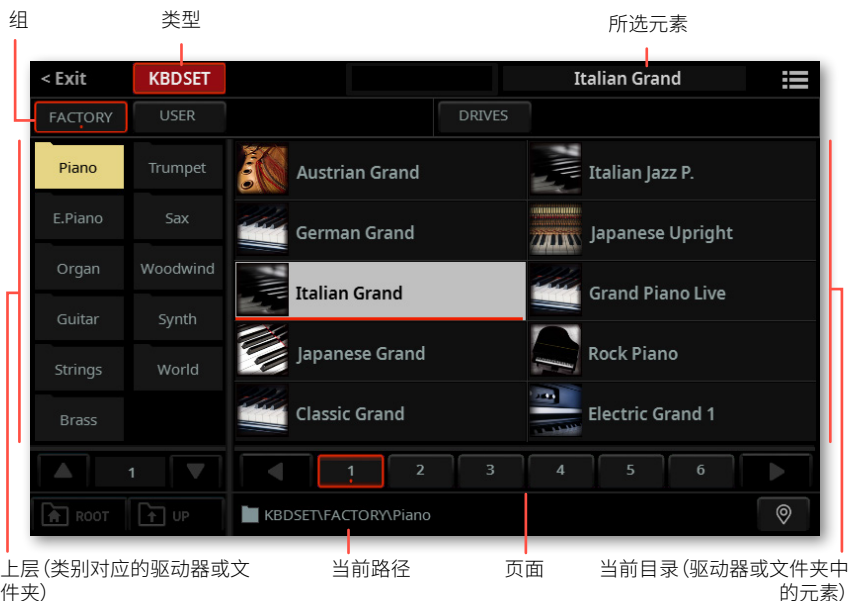 组
类型
所选元素
< Exit
KBDSET
Italian Grand
FACTORY
USER
DRIVES
Piano
Trumpet
Austrian Grand
Italian Jazz P.
E.Piano
Sax
German Grand
Japanese Upright
Organ
Woodwind
Italian Grand
Grand Piano Live
Guitar
Synth
Japanese Grand
Rock Piano
Strings
World
Classic Grand
Electric Grand 1
Brass
1
1
2
3
4
5
6
ROOT
UP
KBDSET\FACTORY\Piano
上层 (类别对应的驱动器或文
件夹)
当前路径
页面
当前目录 (驱动器或文件夹中
的元素)